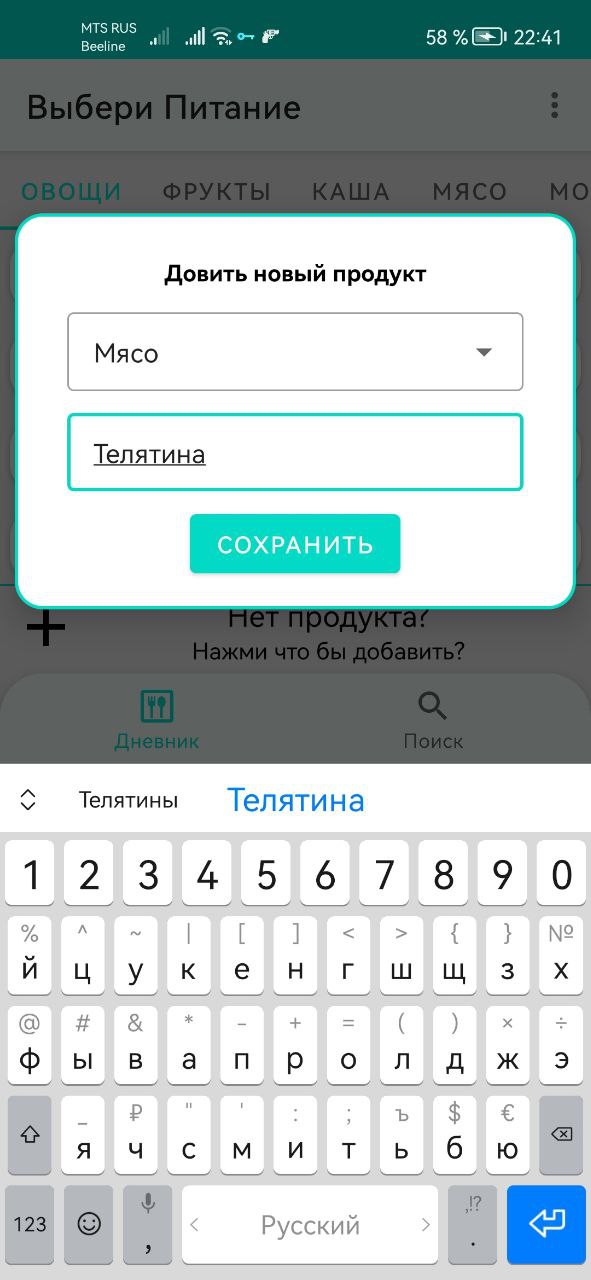 MTS RUS
Beeline
58 % 22:41
Выбери Питание
ОВОЩИ ФРУКТЫ КАША МЯСО МО
Довить новый продукт
Мясо
Телятина
СОХРАНИТЬ
Нет продукта?
Нажми что бы добавить?
Дневник Поиск
Телятины Телятина
1 2 3 4 5 6 7 8 9 0
% ^ ~ | [ ] < > { } №
й ц у к е н г ш щ з х
@ # & * - + = ( ) × ÷
ф ы в а п р о л д ж э
_ ₽ " ' : ; ъ $ €
я ч с м и т ь б ю
123 , < Русский > ,!? .